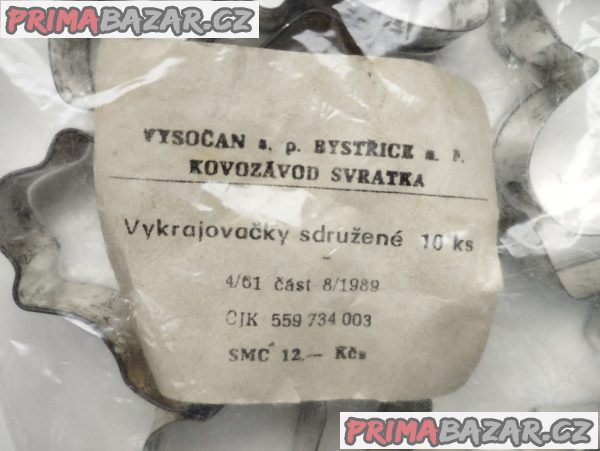 PRIMABAZAR.CZ
VYSOČAN s. p. BYSTŘICE n. P.
KOVOZÁVOD SVRATKA
Vykrajovačky sdružené 10 ks
4/61 část 8/1989
CJK 559 734 003
SMC 12.— Kčs
PRIMABAZAR.CZ